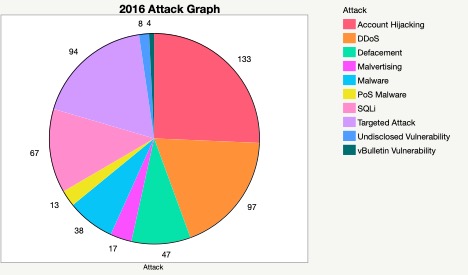 2016 Attack Graph
8 4
133
94
67
13
38
17
47
97
Attack
Attack
Account Hijacking
DDoS
Defacement
Malvertising
Malware
PoS Malware
SQLi
Targeted Attack
Undisclosed Vulnerability
vBulletin Vulnerability